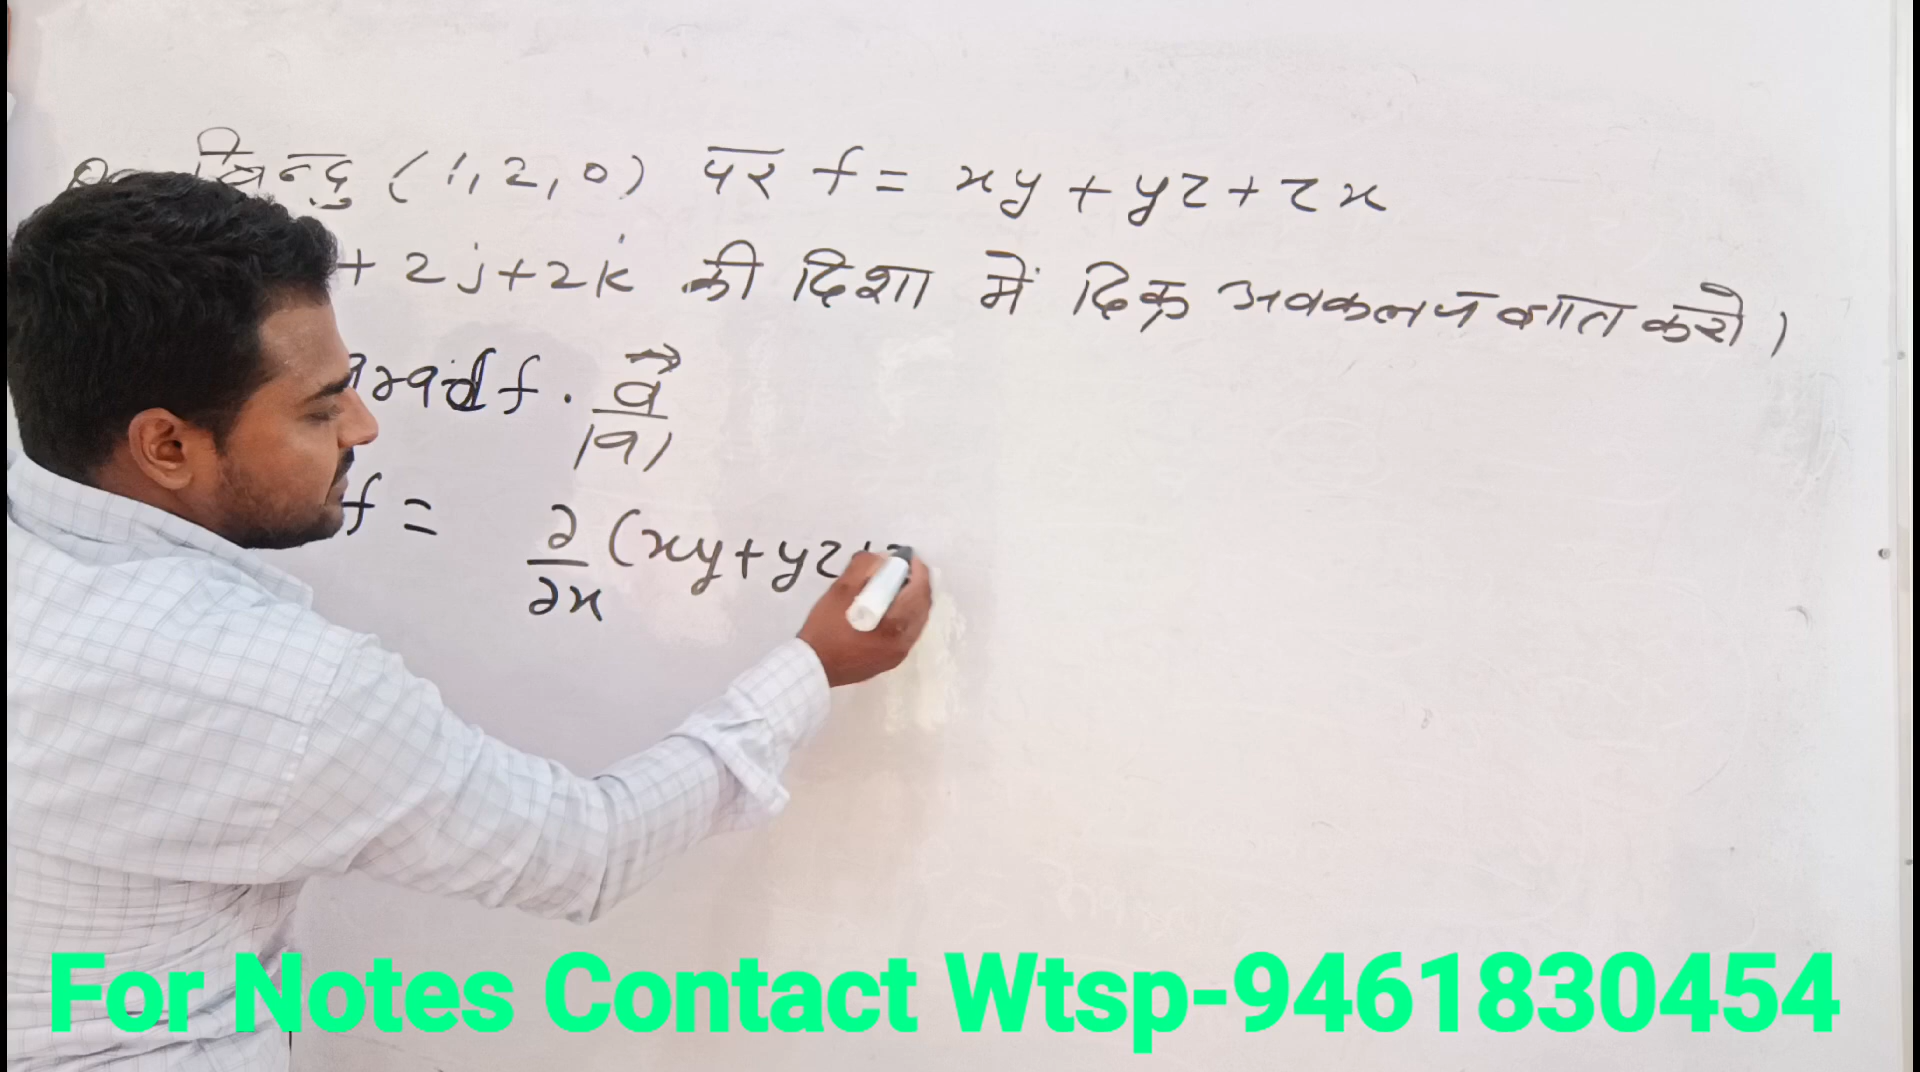 बिन्दु (1,2,0) पर f = xy + yz + zx
+ 2j + 2k की दिशा में दिक् अवकलज ज्ञात करो।
grad f . a⃗/|a|
f = ∂/∂x (xy + yz +
For Notes Contact Wtsp-9461830454